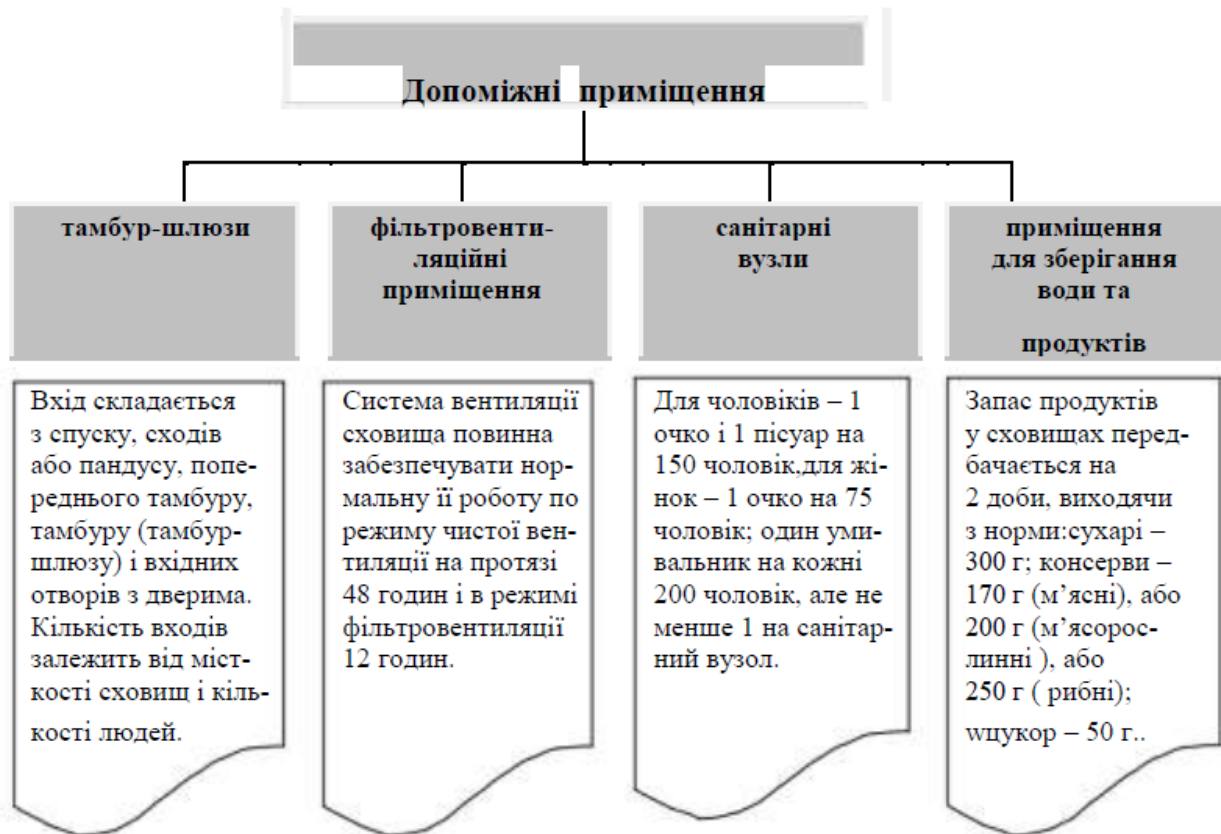 Допоміжні приміщення
тамбур-шлюзи
фільтровенти-
ляційні
приміщення
санітарні
вузли
приміщення
для зберігання
води та
продуктів
Вхід складається
з спуску, сходів
або пандусу, попе-
реднього тамбуру,
тамбуру (тамбур-
шлюзу) і вхідних
отворів з дверима.
Кількість входів
залежить від міст-
кості сховищ і кіль-
кості людей.
Система вентиляції
сховища повинна
забезпечувати нор-
мальну її роботу по
режиму чистої вен-
тиляції на протязі
48 годин і в режимі
фільтровентиляції
12 годин.
Для чоловіків – 1
очко і 1 пісуар на
150 чоловік,для жі-
нок – 1 очко на 75
чоловік; один уми-
вальник на кожні
200 чоловік, але не
менше 1 на санітар-
ний вузол.
Запас продуктів
у сховищах перед-
бачається на
2 доби, виходячи
з норми:сухарі –
300 г; консерви –
170 г (м’ясні), або
200 г (м’ясорос-
линні ), або
250 г ( рибні);
wцукор – 50 г..